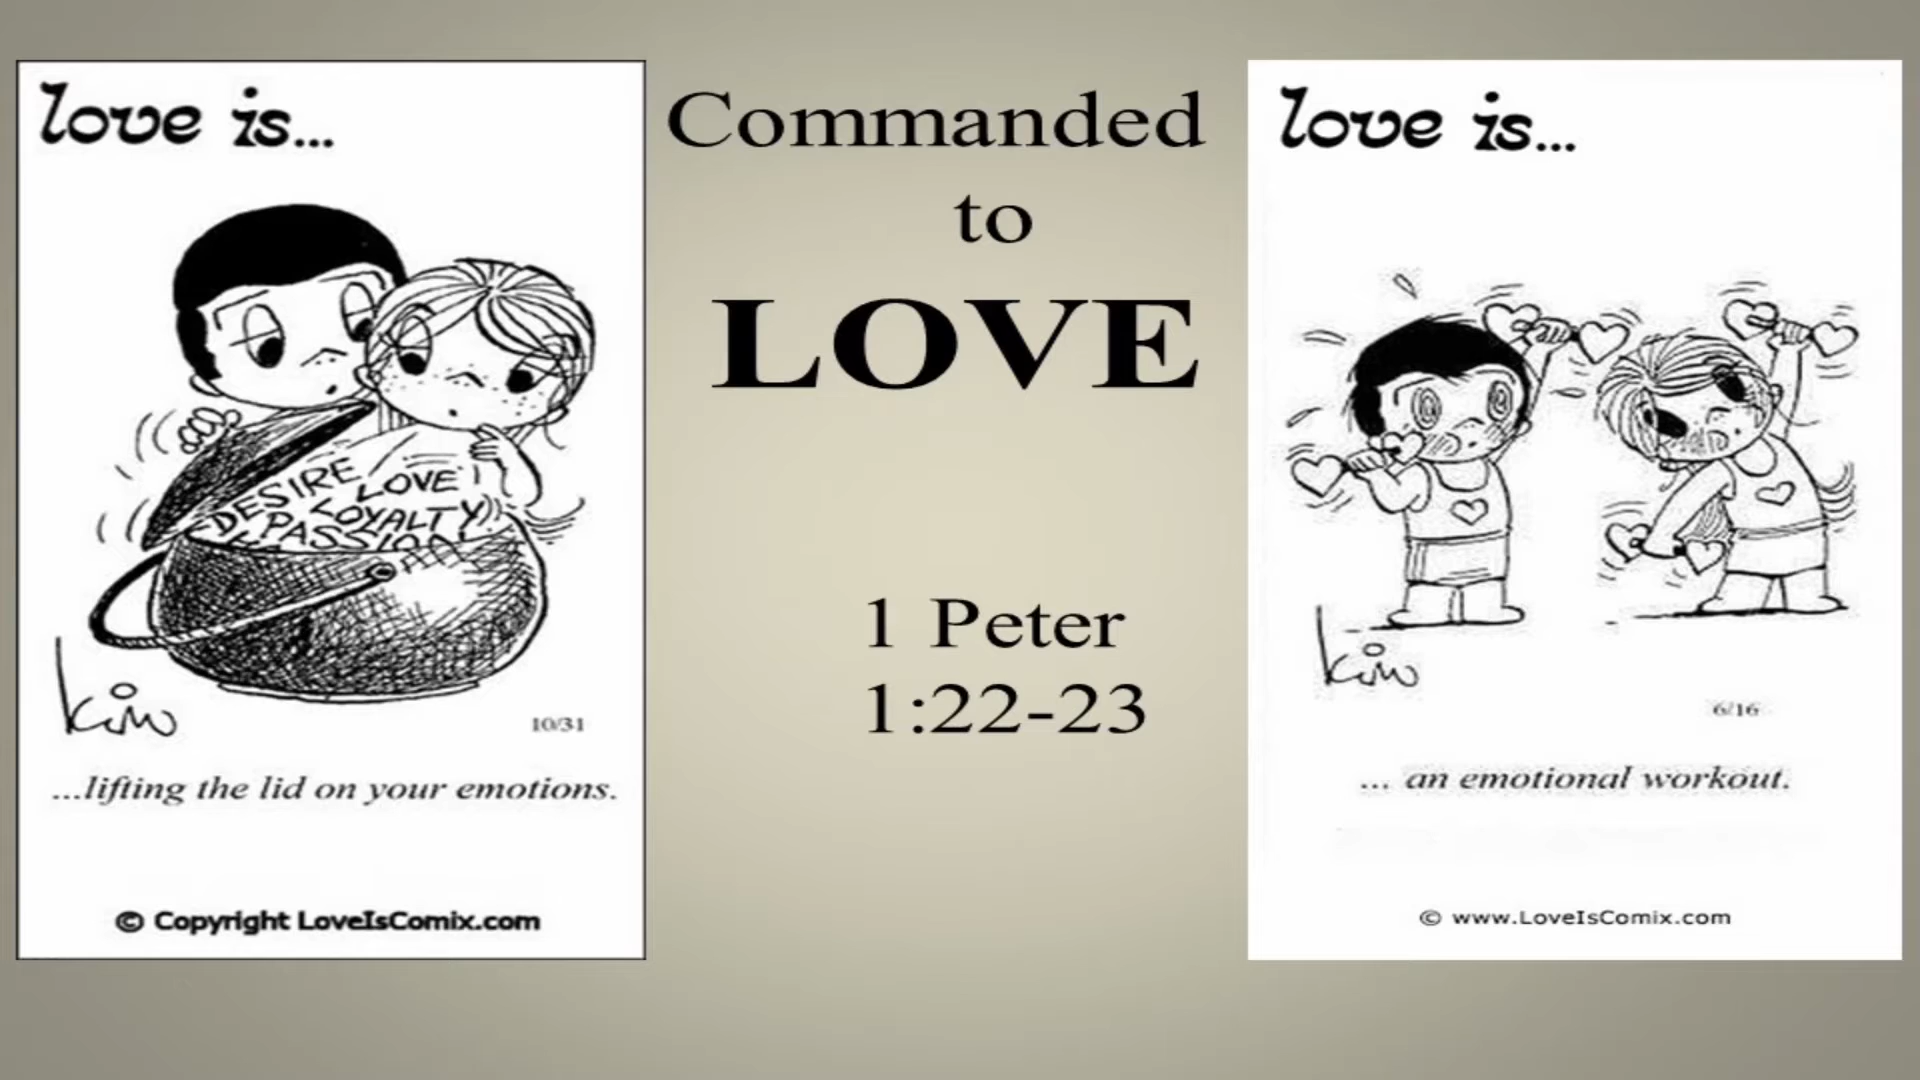 love is...
DESIRE LOVE
LOYALTY
PASSION
Kim
10/31
...lifting the lid on your emotions.
© Copyright LoveIsComix.com
Commanded
to
LOVE
1 Peter
1:22-23
love is...
Kim
6/16
... an emotional workout.
© www.LoveIsComix.com